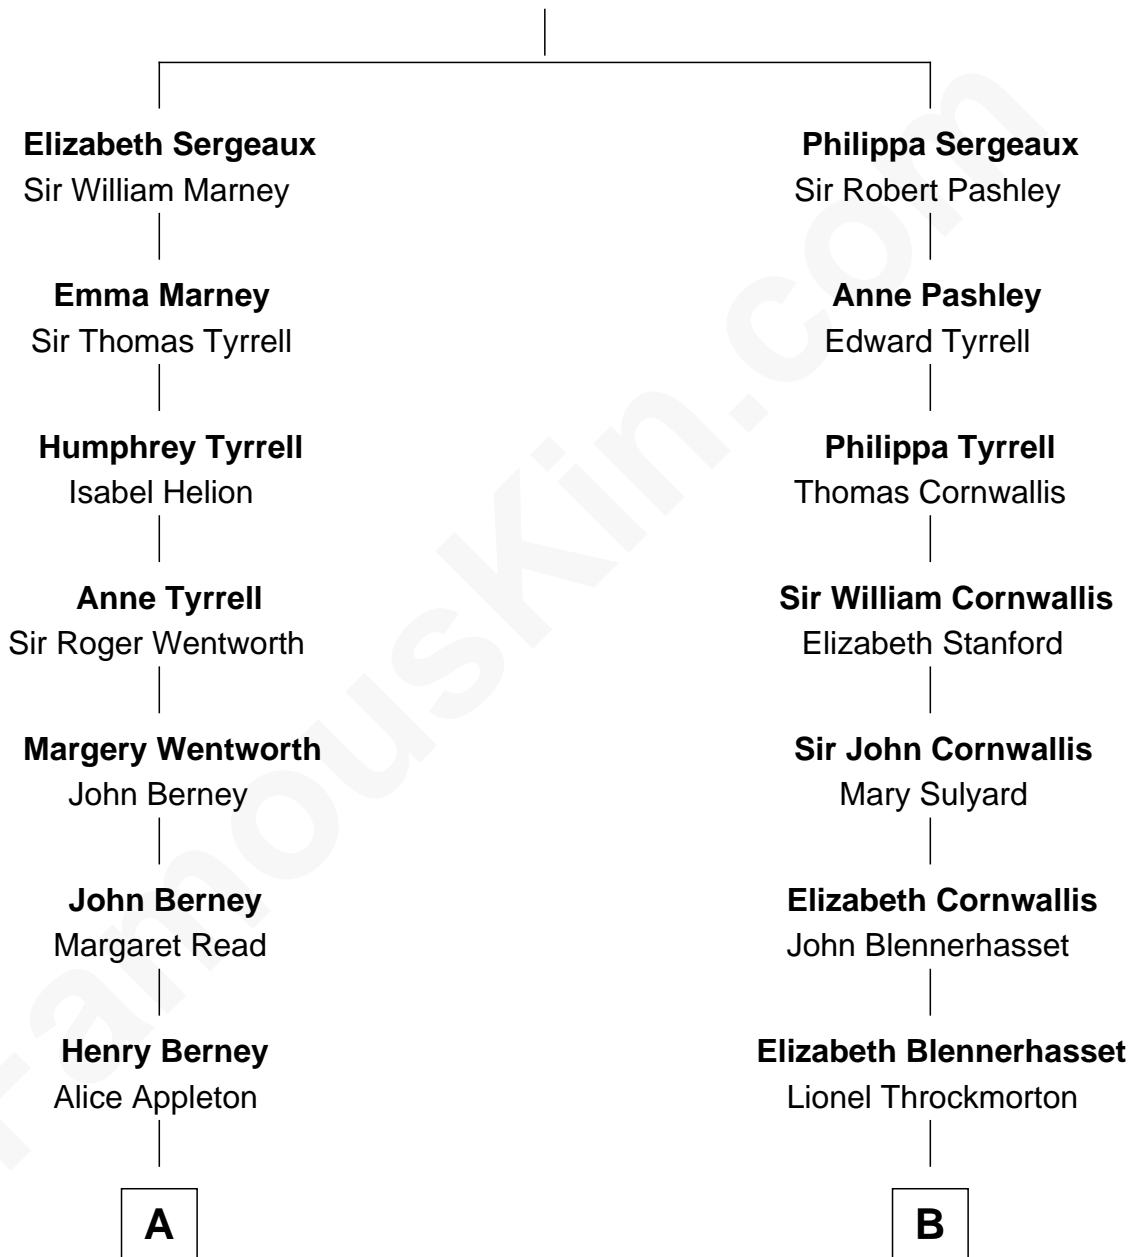 Elizabeth Sergeaux
Sir William Marney
Emma Marney
Sir Thomas Tyrrell
Humphrey Tyrrell
Isabel Helion
Anne Tyrrell
Sir Roger Wentworth
Margery Wentworth
John Berney
John Berney
Margaret Read
Henry Berney
Alice Appleton
A
Philippa Sergeaux
Sir Robert Pashley
Anne Pashley
Edward Tyrrell
Philippa Tyrrell
Thomas Cornwallis
Sir William Cornwallis
Elizabeth Stanford
Sir John Cornwallis
Mary Sulyard
Elizabeth Cornwallis
John Blennerhasset
Elizabeth Blennerhasset
Lionel Throckmorton
B
FamousKin.com